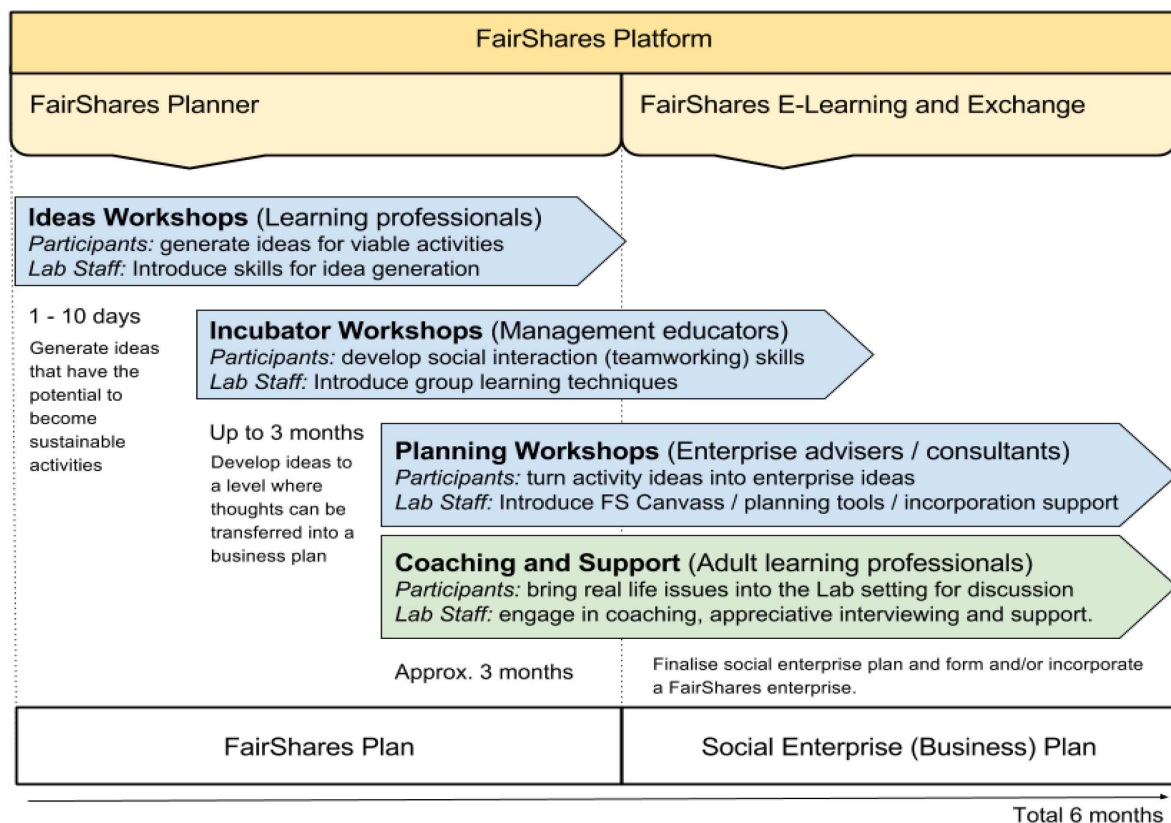 FairShares Platform
FairShares Planner
FairShares E-Learning and Exchange
Ideas Workshops (Learning professionals)
Participants: generate ideas for viable activities
Lab Staff: Introduce skills for idea generation
1 - 10 days
Generate ideas
that have the
potential to
become
sustainable
activities
Incubator Workshops (Management educators)
Participants: develop social interaction (teamworking) skills
Lab Staff: Introduce group learning techniques
Up to 3 months
Develop ideas to
a level where
thoughts can be
transferred into a
business plan
Planning Workshops (Enterprise advisers / consultants)
Participants: turn activity ideas into enterprise ideas
Lab Staff: Introduce FS Canvass / planning tools / incorporation support
Coaching and Support (Adult learning professionals)
Participants: bring real life issues into the Lab setting for discussion
Lab Staff: engage in coaching, appreciative interviewing and support.
Approx. 3 months
Finalise social enterprise plan and form and/or incorporate
a FairShares enterprise.
FairShares Plan
Social Enterprise (Business) Plan
Total 6 months